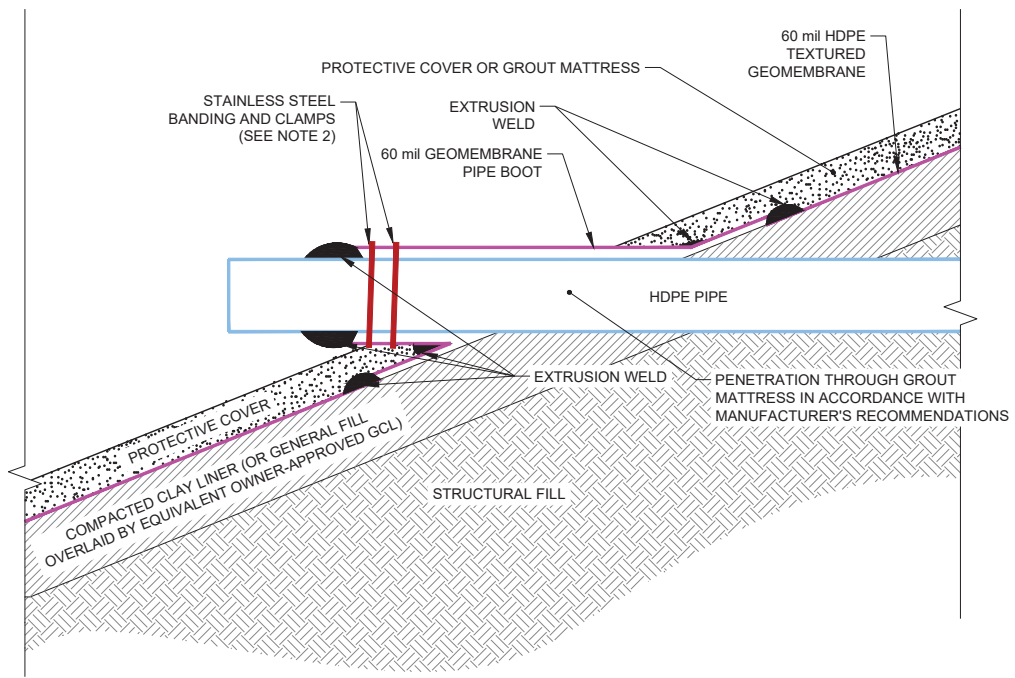 60 mil HDPE
TEXTURED
GEOMEMBRANE
PROTECTIVE COVER OR GROUT MATTRESS
STAINLESS STEEL
BANDING AND CLAMPS
(SEE NOTE 2)
EXTRUSION
WELD
60 mil GEOMEMBRANE
PIPE BOOT
HDPE PIPE
EXTRUSION WELD
PENETRATION THROUGH GROUT
MATTRESS IN ACCORDANCE WITH
MANUFACTURER'S RECOMMENDATIONS
PROTECTIVE COVER
COMPACTED CLAY LINER (OR GENERAL FILL
OVERLAID BY EQUIVALENT OWNER-APPROVED GCL)
STRUCTURAL FILL